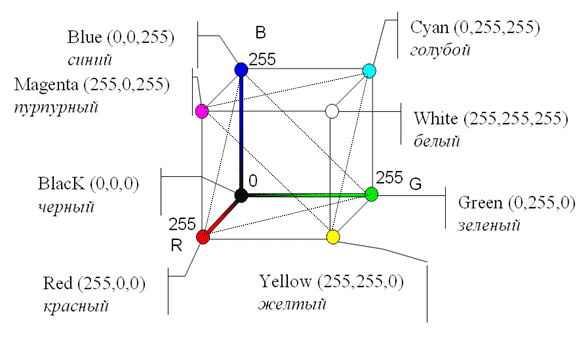 Blue (0,0,255)
синий
B
255
Cyan (0,255,255)
голубой
Magenta (255,0,255)
пурпурный
White (255,255,255)
белый
BlacK (0,0,0)
черный
0
255
G
Green (0,255,0)
зеленый
255
R
Red (255,0,0)
красный
Yellow (255,255,0)
желтый